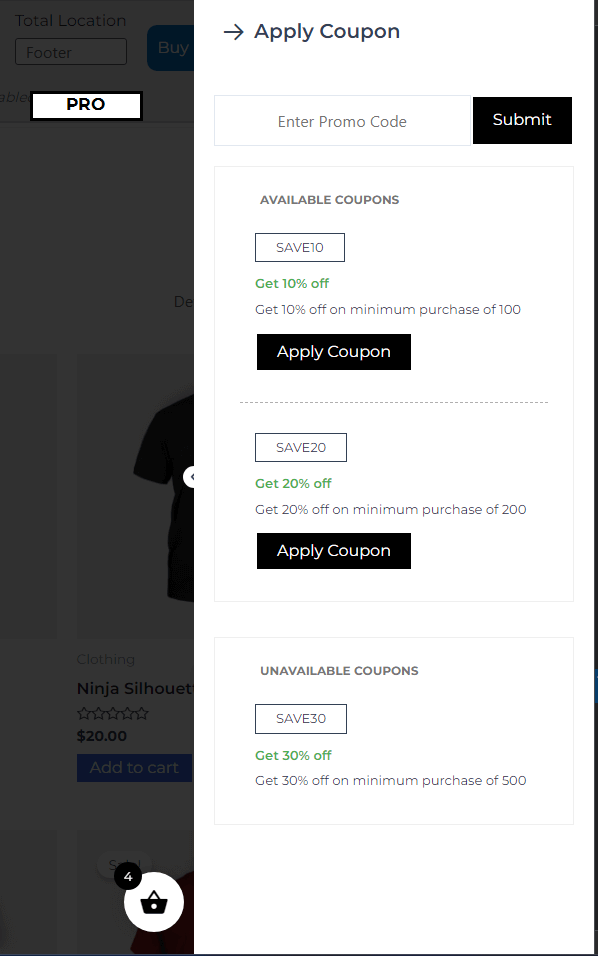 Total Location
Footer
Buy
able
PRO
De
Clothing
Ninja Silhouet
$20.00
Add to cart
Sale!
4
Apply Coupon
Enter Promo Code
Submit
AVAILABLE COUPONS
SAVE10
Get 10% off
Get 10% off on minimum purchase of 100
Apply Coupon
SAVE20
Get 20% off
Get 20% off on minimum purchase of 200
Apply Coupon
UNAVAILABLE COUPONS
SAVE30
Get 30% off
Get 30% off on minimum purchase of 500